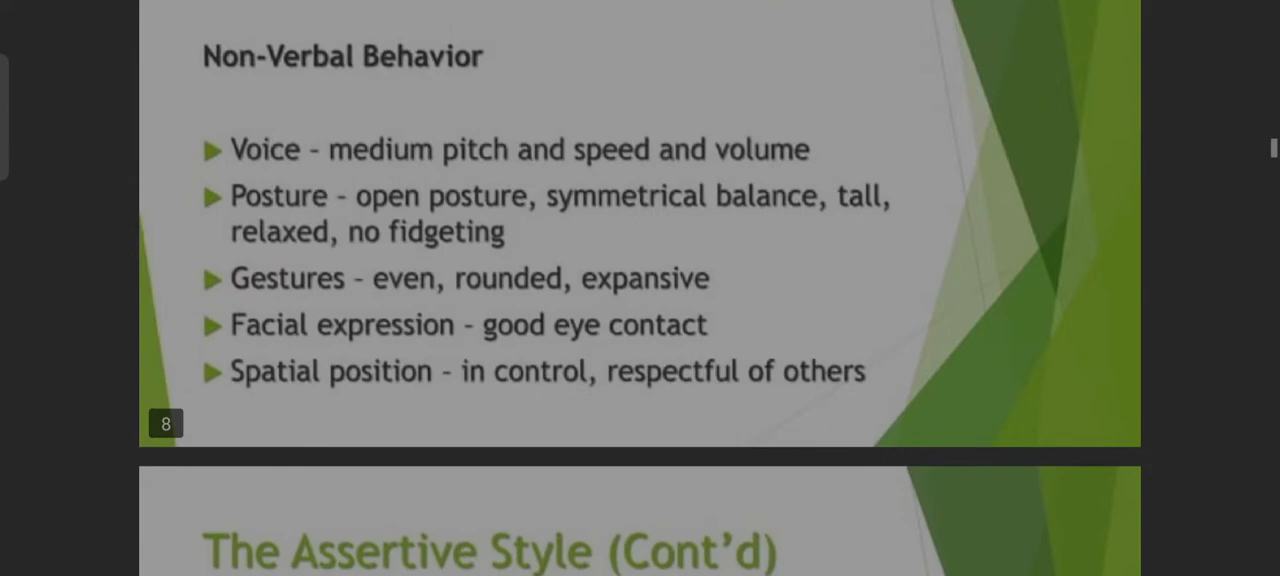 Non-Verbal Behavior
Voice – medium pitch and speed and volume
Posture – open posture, symmetrical balance, tall,
relaxed, no fidgeting
Gestures – even, rounded, expansive
Facial expression – good eye contact
Spatial position – in control, respectful of others
8
The Assertive Style (Cont’d)